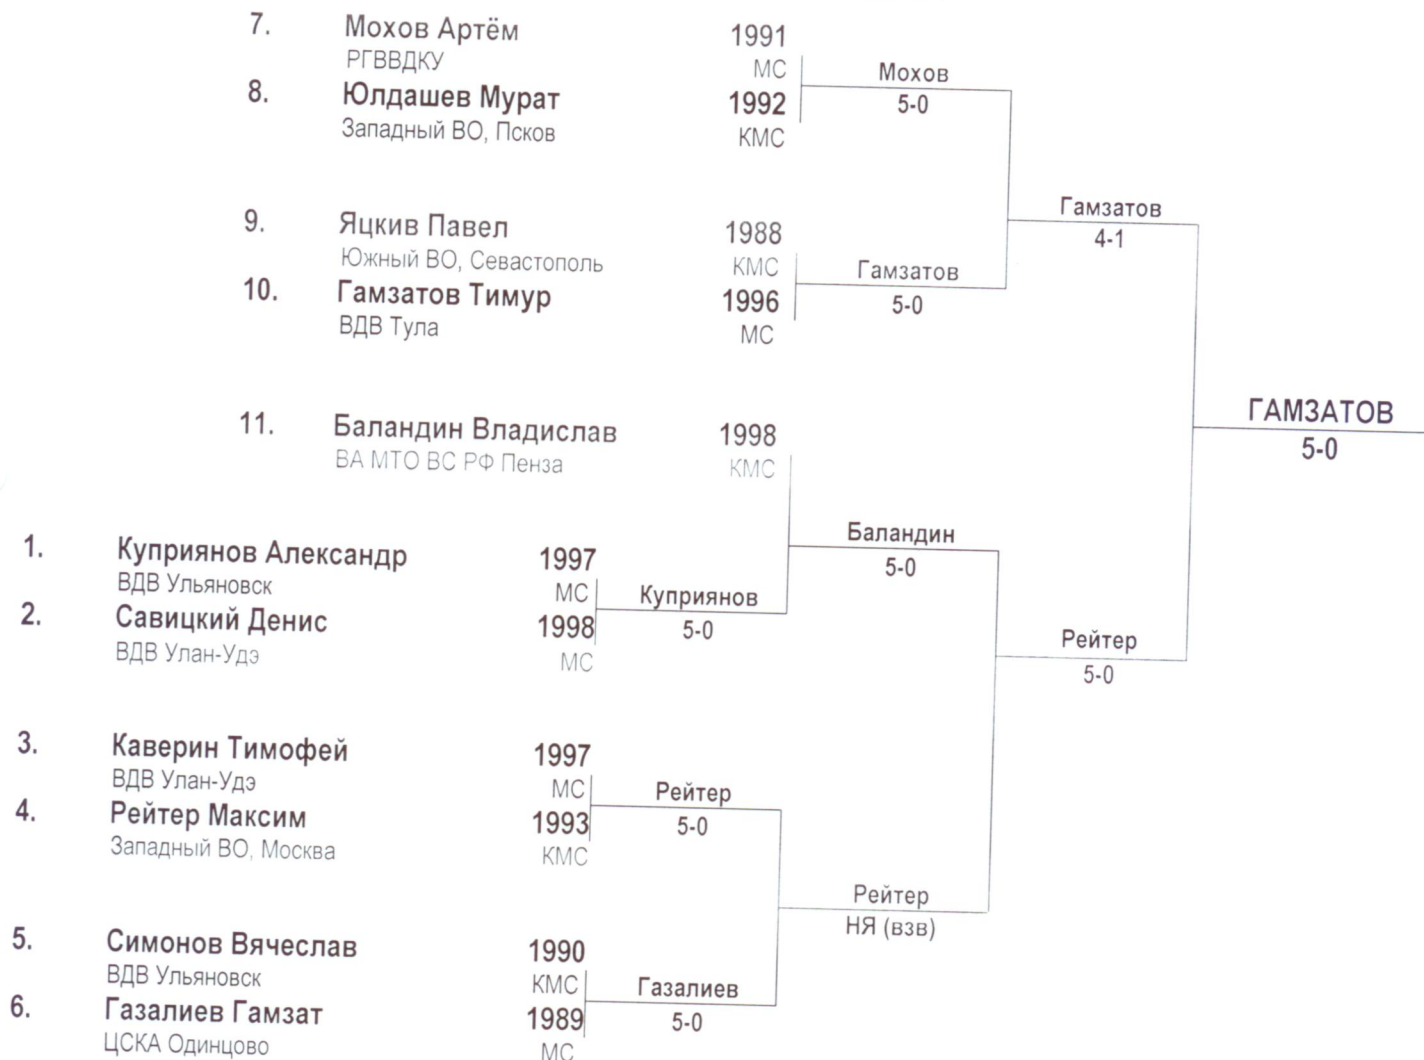 7. Мохов Артём 1991
РГВВДКУ МС
Мохов
8. Юлдашев Мурат 1992
5-0
Западный ВО, Псков КМС
Гамзатов
4-1
9. Яцкив Павел 1988
Южный ВО, Севастополь КМС
Гамзатов
10. Гамзатов Тимур 1996
5-0
ВДВ Тула МС
ГАМЗАТОВ
5-0
11. Баландин Владислав 1998
ВА МТО ВС РФ Пенза КМС
Баландин
5-0
1. Куприянов Александр 1997
ВДВ Ульяновск МС
Куприянов
2. Савицкий Денис 1998
5-0
ВДВ Улан-Удэ МС
Рейтер
5-0
3. Каверин Тимофей 1997
ВДВ Улан-Удэ МС
Рейтер
4. Рейтер Максим 1993
5-0
Западный ВО, Москва КМС
Рейтер
НЯ (взв)
5. Симонов Вячеслав 1990
ВДВ Ульяновск КМС
Газалиев
6. Газалиев Гамзат 1989
5-0
ЦСКА Одинцово МС